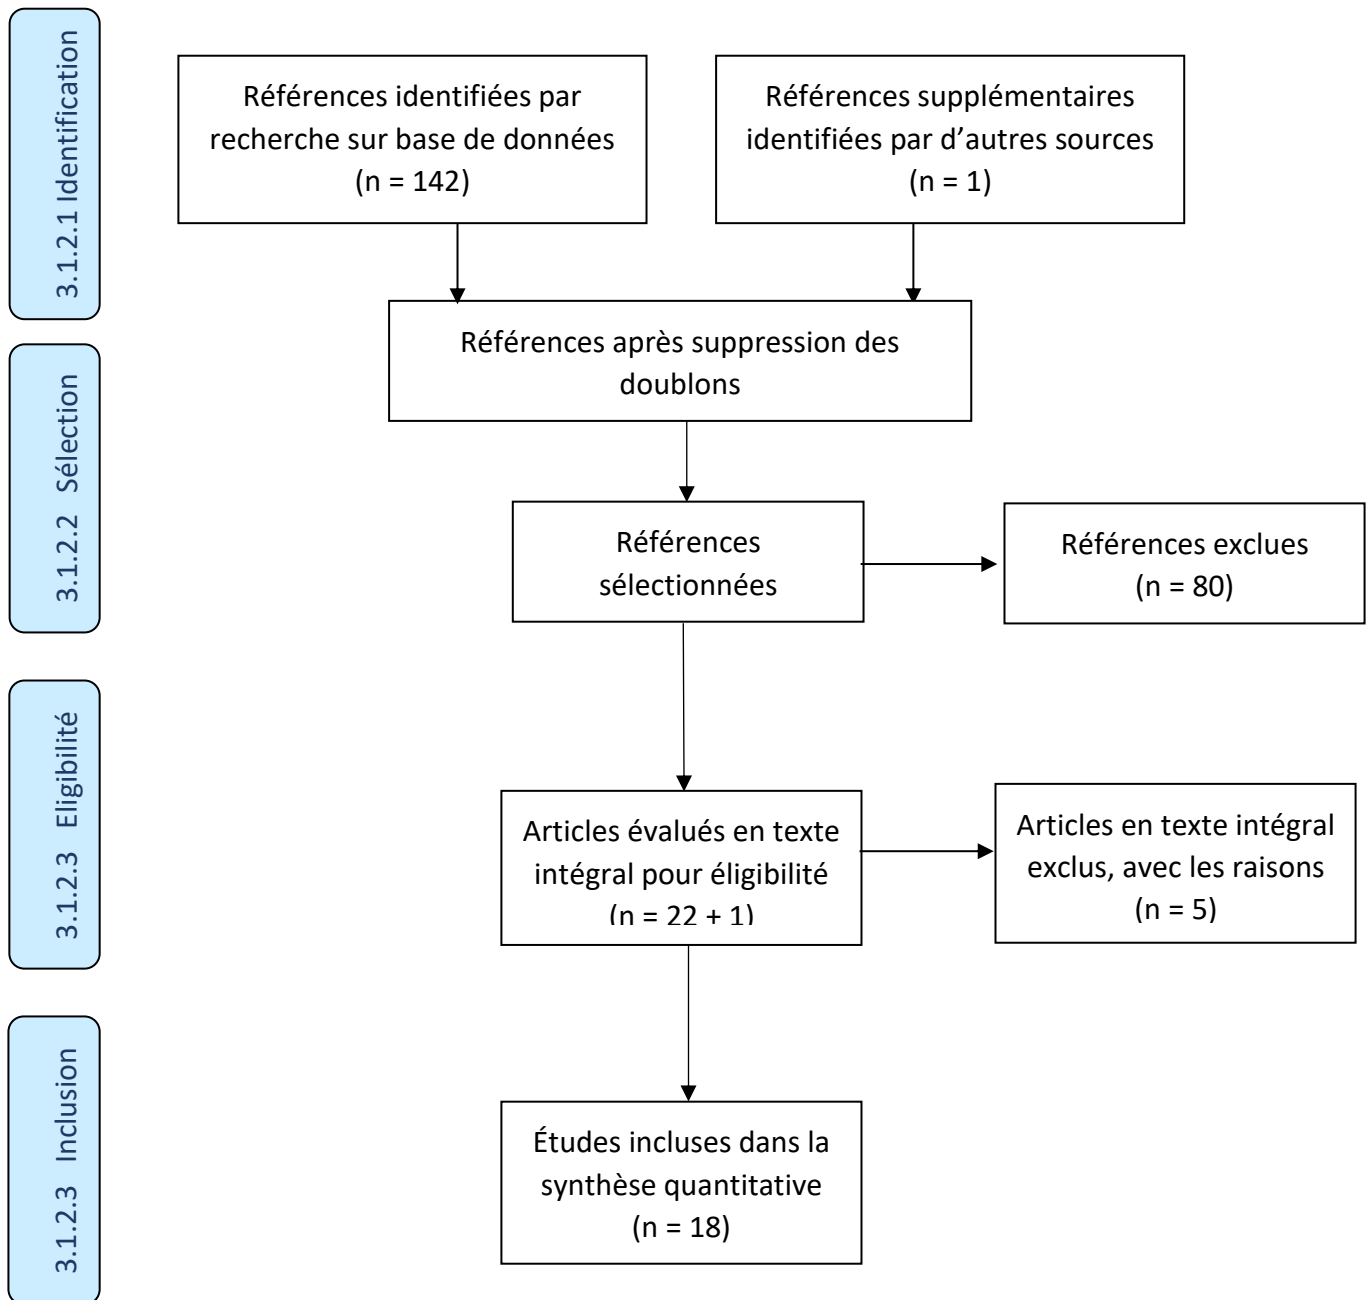 3.1.2.1 Identification
Références identifiées par
recherche sur base de données
(n = 142)
Références supplémentaires
identifiées par d’autres sources
(n = 1)
Références après suppression des
doublons
3.1.2.2 Sélection
Références
sélectionnées
Références exclues
(n = 80)
3.1.2.3 Eligibilité
Articles évalués en texte
intégral pour éligibilité
(n = 22 + 1)
Articles en texte intégral
exclus, avec les raisons
(n = 5)
3.1.2.3 Inclusion
Études incluses dans la
synthèse quantitative
(n = 18)